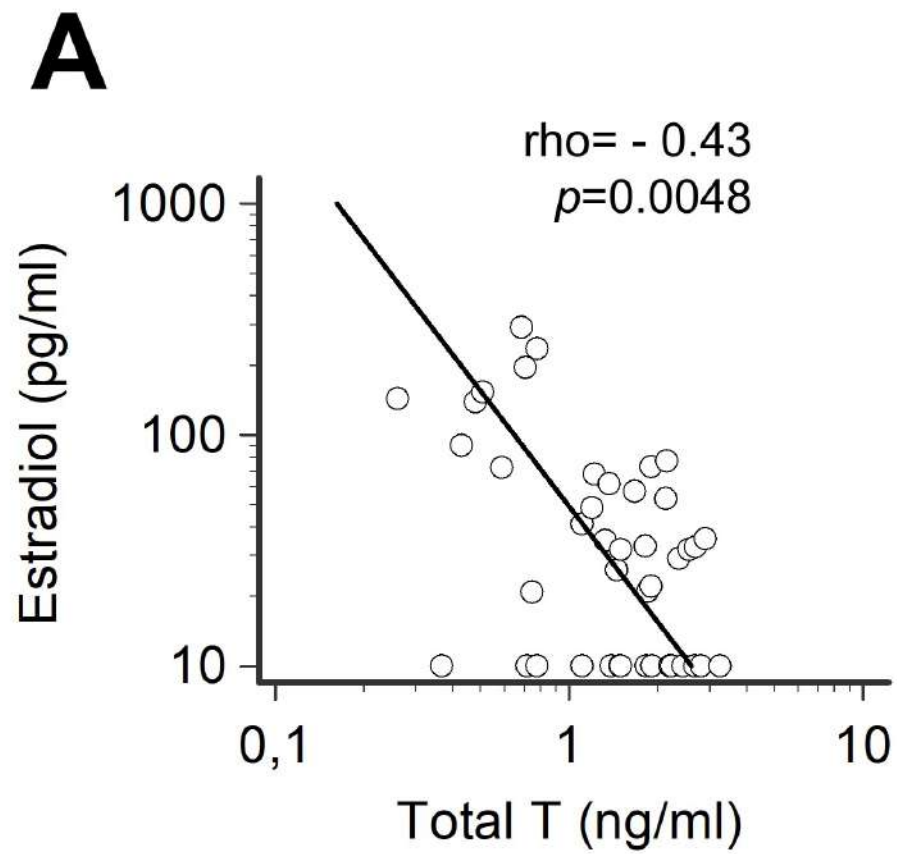 A
rho= - 0.43
p=0.0048
1000
100
10
Estradiol (pg/ml)
0,1 1 10
Total T (ng/ml)